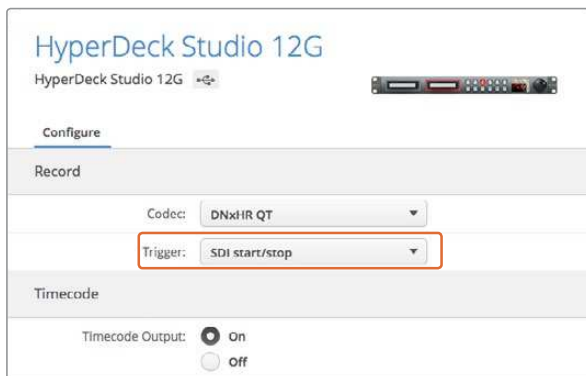 HyperDeck Studio 12G
HyperDeck Studio 12G
Configure
Record
Codec: DNxHR QT
Trigger: SDI start/stop
Timecode
Timecode Output: On
Off